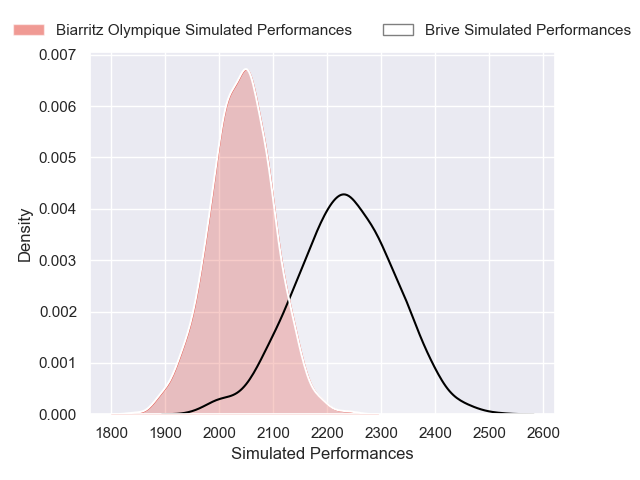 Biarritz Olympique Simulated Performances
Brive Simulated Performances
0.007
0.006
0.005
0.004
0.003
0.002
0.001
0.000
Density
1800 1900 2000 2100 2200 2300 2400 2500 2600
Simulated Performances